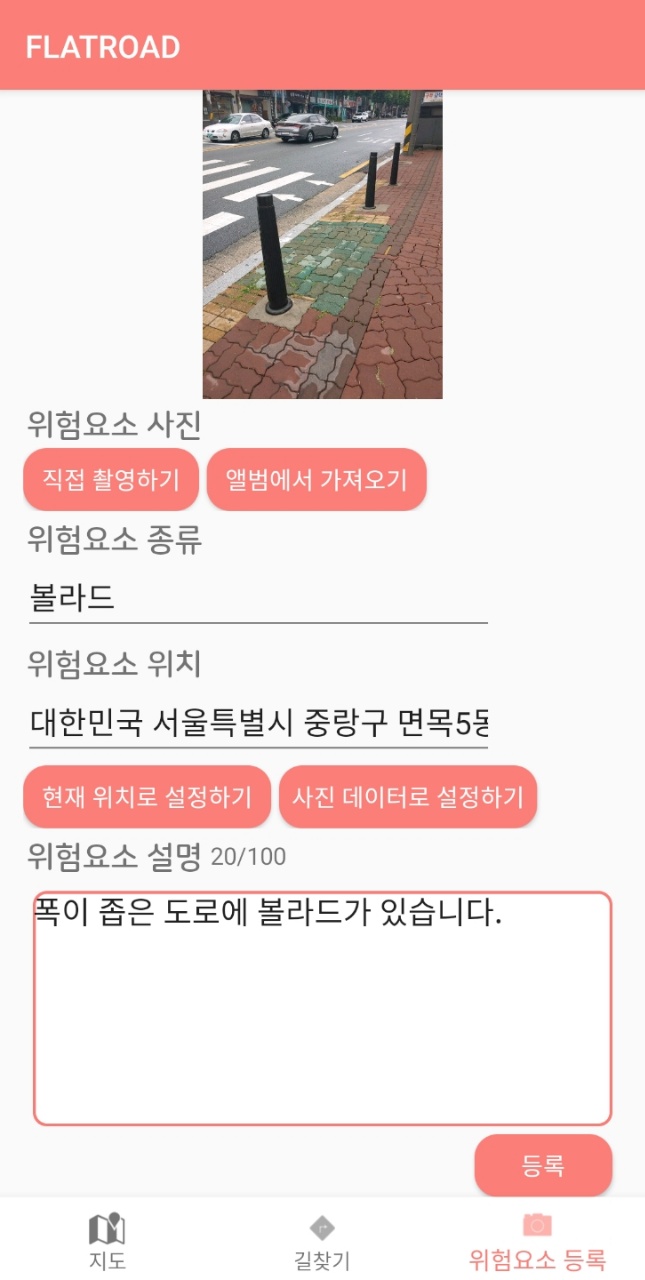 FLATROAD
위험요소 사진
직접 촬영하기 앨범에서 가져오기
위험요소 종류
볼라드
위험요소 위치
대한민국 서울특별시 중랑구 면목5동
현재 위치로 설정하기 사진 데이터로 설정하기
위험요소 설명 20/100
폭이 좁은 도로에 볼라드가 있습니다.
등록
지도 길찾기 위험요소 등록